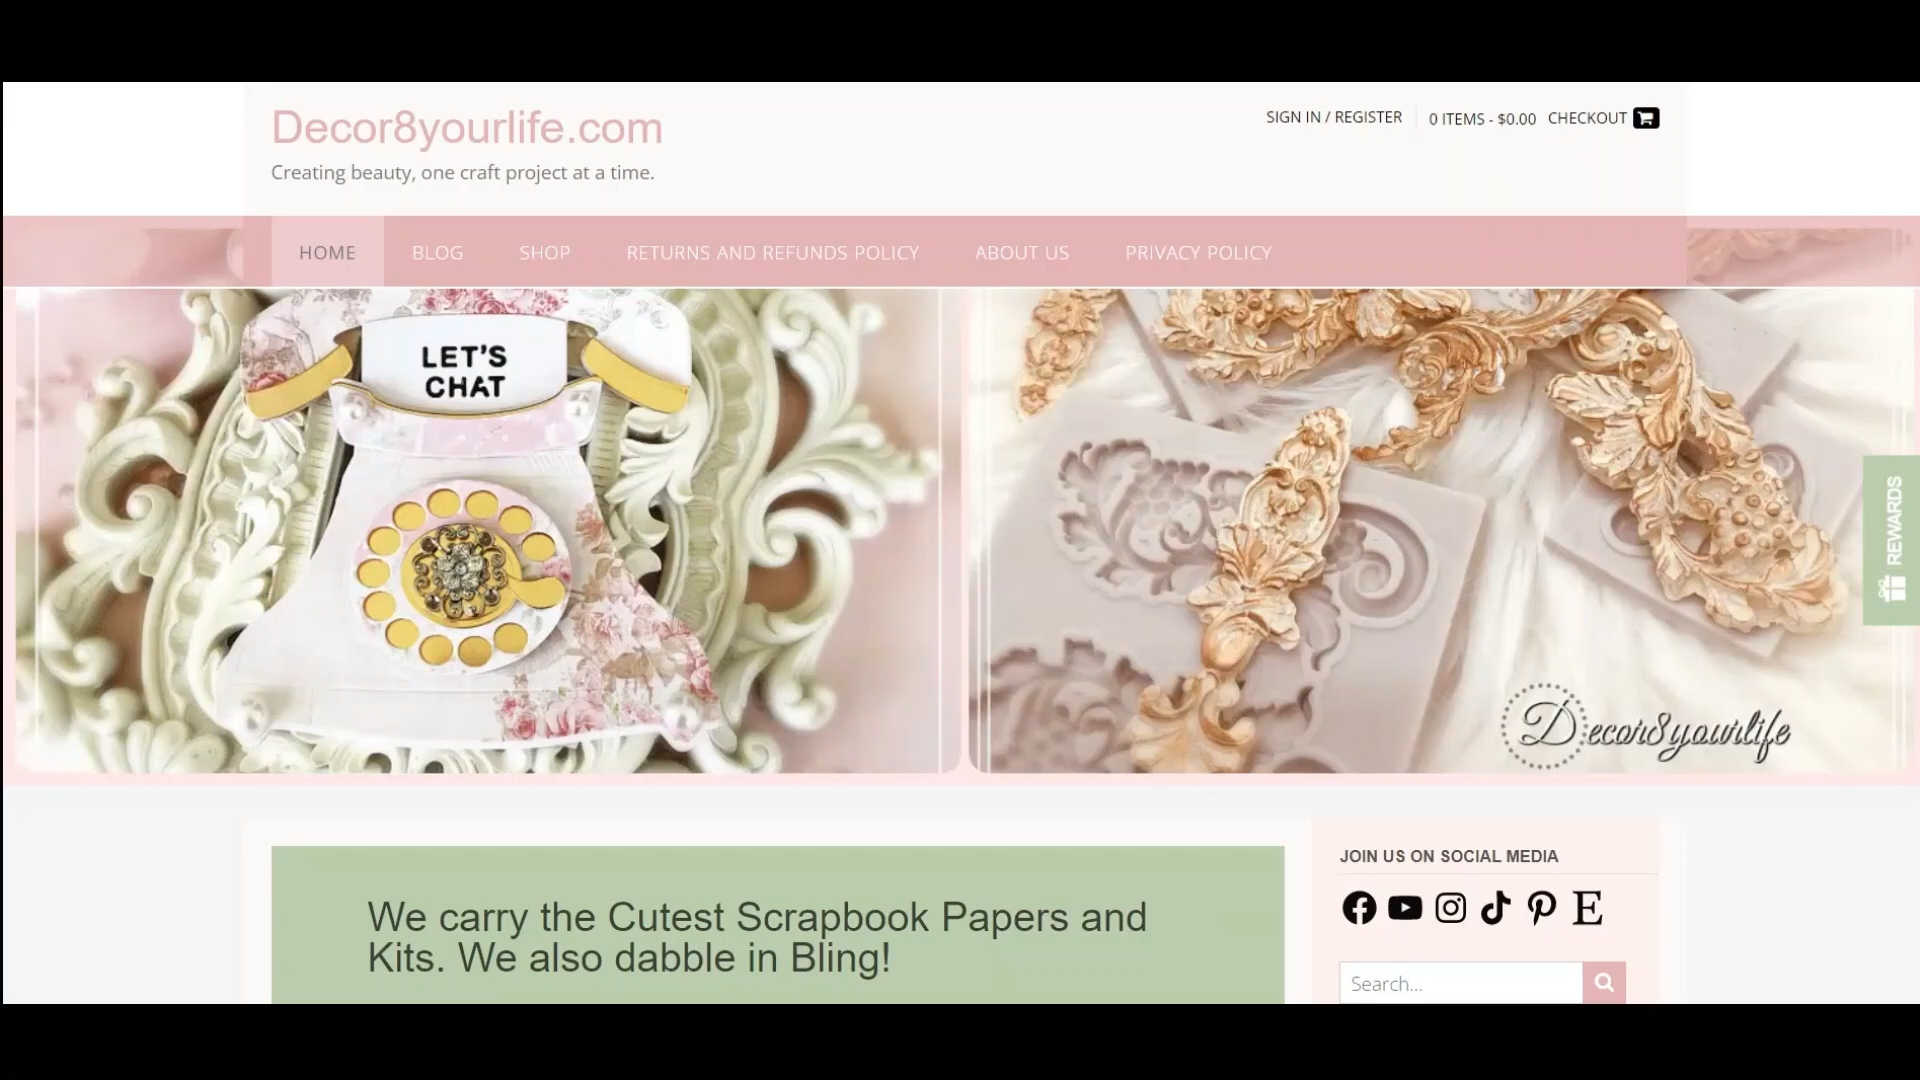 Decor8yourlife.com
Creating beauty, one craft project at a time.
SIGN IN / REGISTER
0 ITEMS - $0.00
CHECKOUT
HOME
BLOG
SHOP
RETURNS AND REFUNDS POLICY
ABOUT US
PRIVACY POLICY
LET'S
CHAT
REWARDS
Decor8yourlife
We carry the Cutest Scrapbook Papers and
Kits. We also dabble in Bling!
JOIN US ON SOCIAL MEDIA
Search...